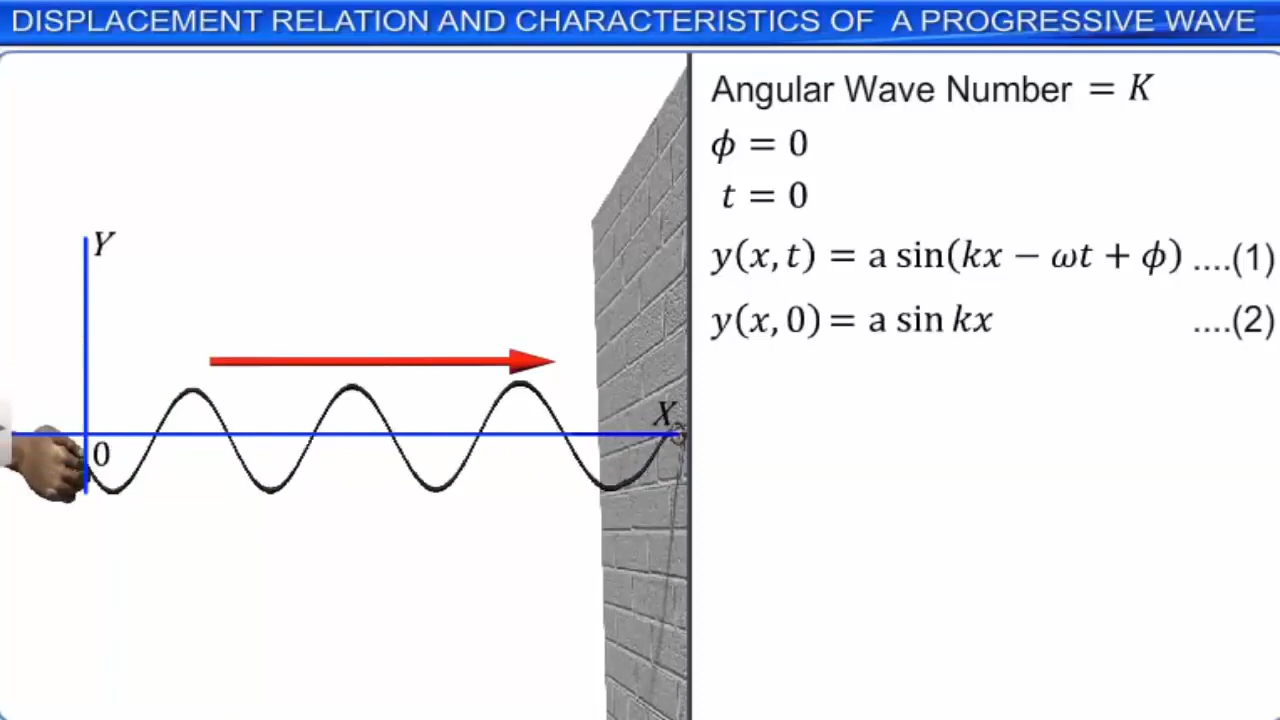 DISPLACEMENT RELATION AND CHARACTERISTICS OF A PROGRESSIVE WAVE
Y
X
0
Angular Wave Number = K
ϕ = 0
t = 0
y(x, t) = a sin(kx − ωt + ϕ) ....(1)
y(x, 0) = a sin kx ....(2)